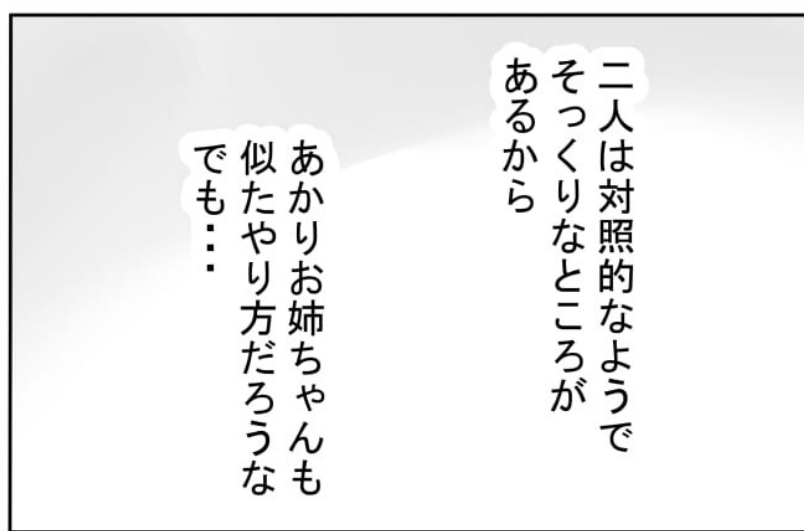 二人は対照的なようで
そっくりなところが
あるから
あかりお姉ちゃんも
似たやり方だろうな
でも・・・